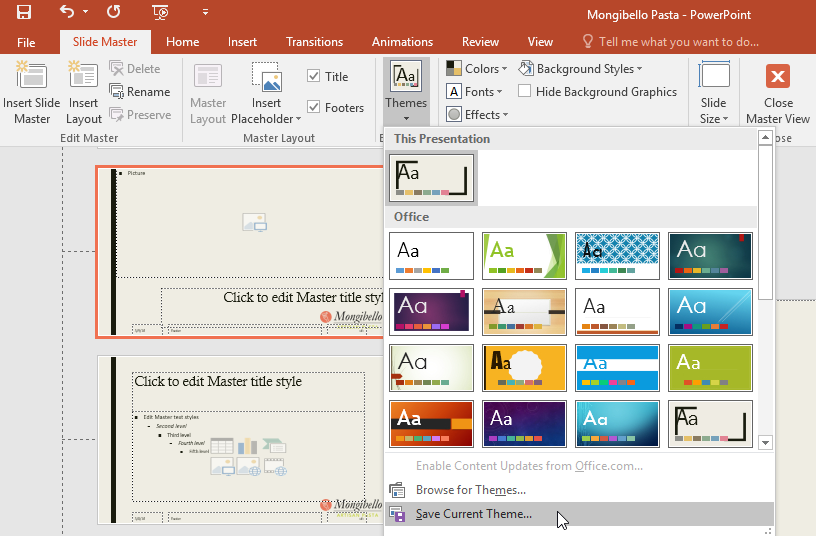 Mongibello Pasta - PowerPoint
File Slide Master Home Insert Transitions Animations Review View Tell me what you want to do...
Insert Slide Master
Insert Layout
Delete
Rename
Preserve
Edit Master
Master Layout
Insert Placeholder
Title
Footers
Master Layout
Themes
Colors
Fonts
Effects
Background Styles
Hide Background Graphics
Slide Size
Close Master View
ose
This Presentation
Aa
Office
Aa Aa Aa Aa
Aa Aa Aa Aa
Aa Aa Aa Aa
Aa Aa Aa Aa
Enable Content Updates from Office.com...
Browse for Themes...
Save Current Theme...
Picture
Click to edit Master title styl
Mongibello
Click to edit Master title style
Edit Master text styles
Second level
Third level
Fourth level
Fifth level
Mongibello